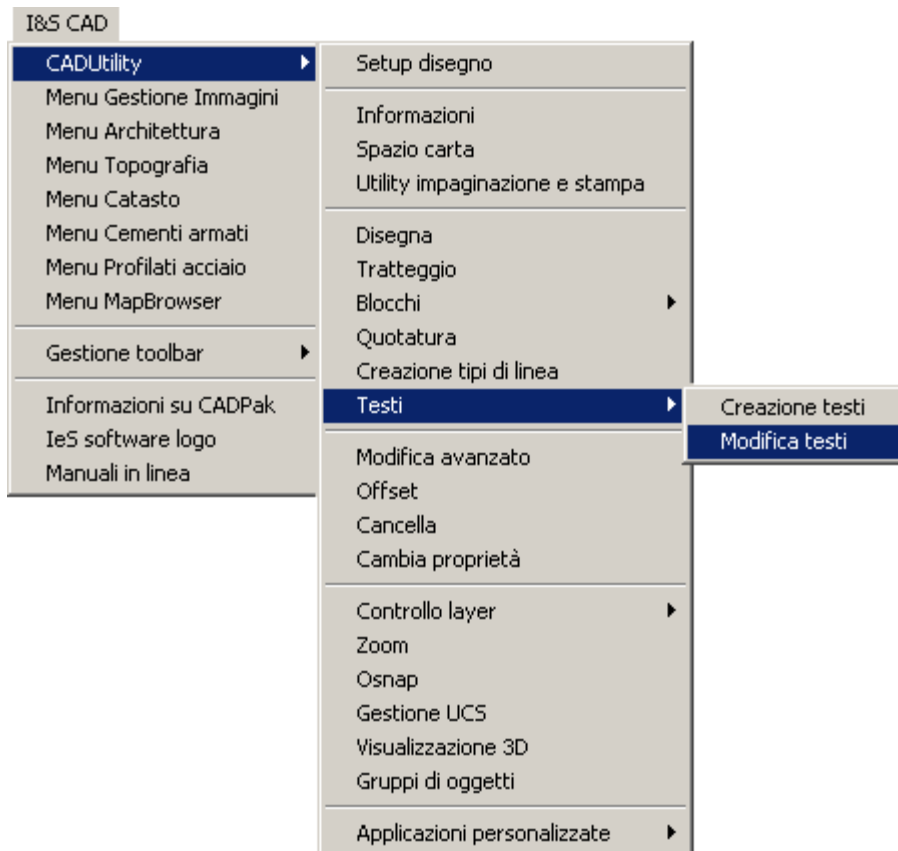 I&S CAD
CADUtility
Menu Gestione Immagini
Menu Architettura
Menu Topografia
Menu Catasto
Menu Cementi armati
Menu Profilati acciaio
Menu MapBrowser
Gestione toolbar
Informazioni su CADPak
IeS software logo
Manuali in linea
Setup disegno
Informazioni
Spazio carta
Utility impaginazione e stampa
Disegna
Tratteggio
Blocchi
Quotatura
Creazione tipi di linea
Testi
Modifica avanzato
Offset
Cancella
Cambia proprietà
Controllo layer
Zoom
Osnap
Gestione UCS
Visualizzazione 3D
Gruppi di oggetti
Applicazioni personalizzate
Creazione testi
Modifica testi